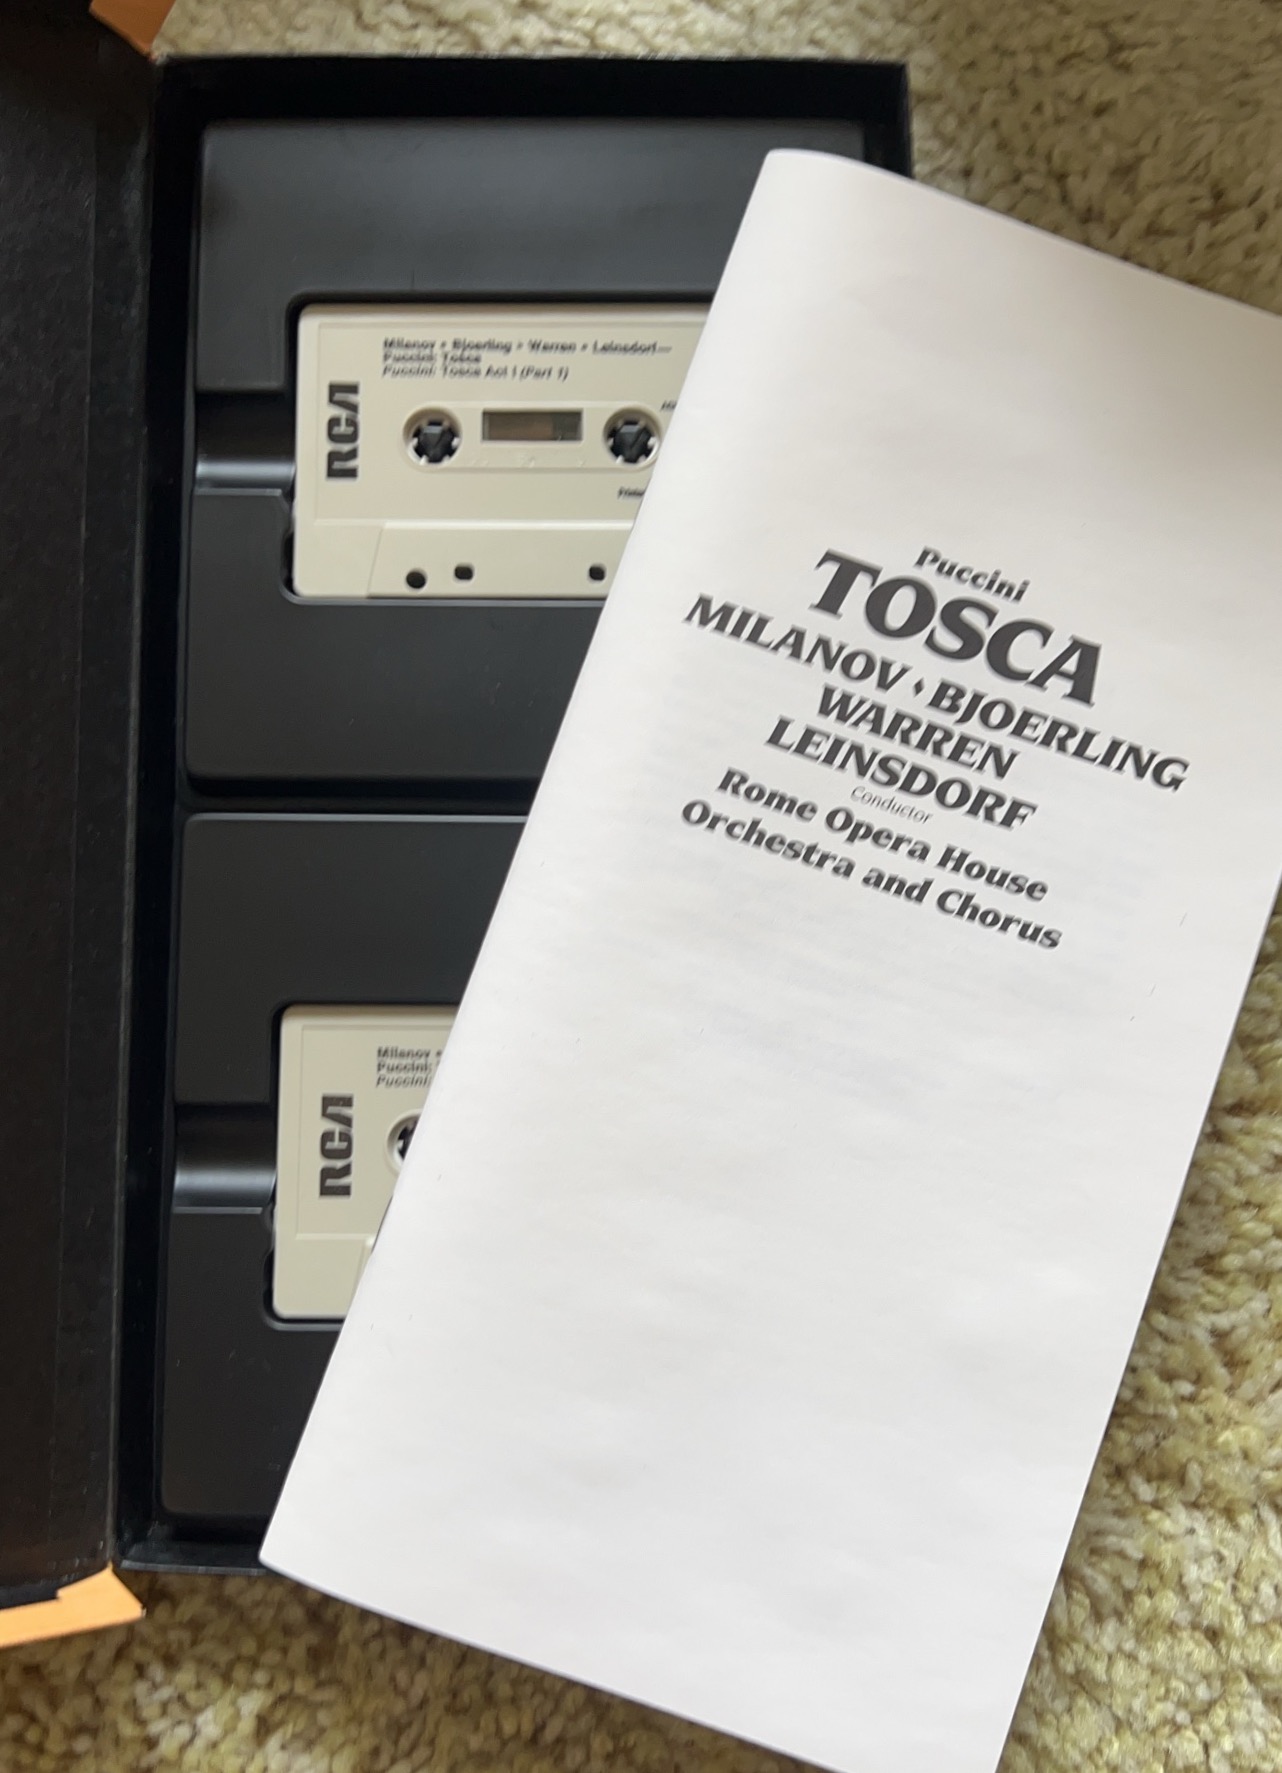 Milanov • Bjoerling • Warren • Leinsdorf—
Puccini: Tosca
Puccini: Tosca Act I (Part 1)
RCA
Puccini
TOSCA
MILANOV ♦ BJOERLING
WARREN
LEINSDORF
Conductor
Rome Opera House
Orchestra and Chorus
Milanov •
Puccini:
Puccini:
RCA